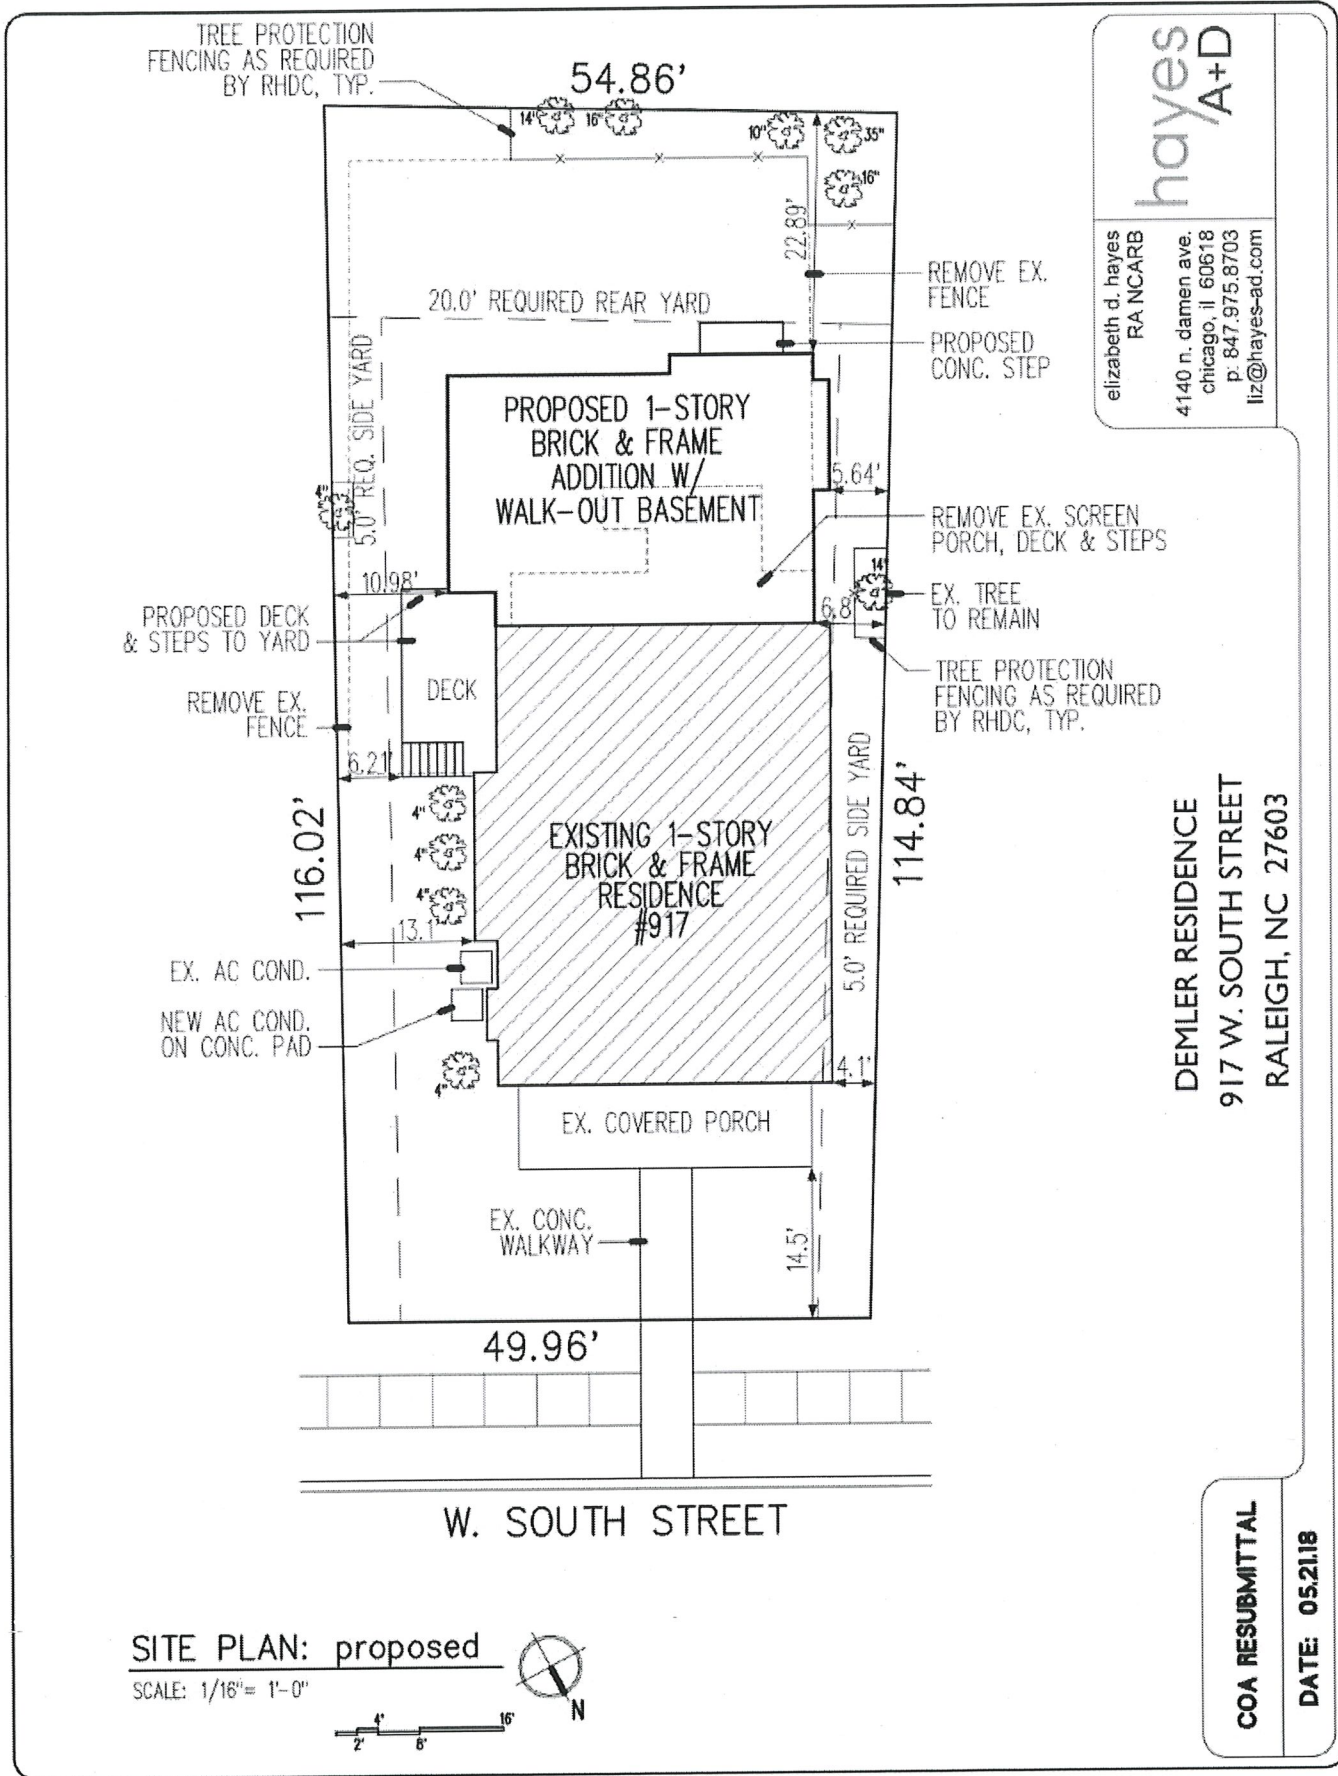 TREE PROTECTION
FENCING AS REQUIRED
BY RHDC, TYP.
54.86'
14'
16"
10"
35"
16"
22.89'
REMOVE EX.
FENCE
20.0' REQUIRED REAR YARD
PROPOSED
CONC. STEP
5.0' REQ. SIDE YARD
PROPOSED 1-STORY
BRICK & FRAME
ADDITION W/
WALK-OUT BASEMENT
5.64'
4"
REMOVE EX. SCREEN
PORCH, DECK & STEPS
10.98'
14'
EX. TREE
TO REMAIN
6.8
PROPOSED DECK
& STEPS TO YARD
TREE PROTECTION
FENCING AS REQUIRED
BY RHDC, TYP.
DECK
REMOVE EX.
FENCE
6.21'
116.02'
4"
4"
4"
EXISTING 1-STORY
BRICK & FRAME
RESIDENCE
#917
5.0' REQUIRED SIDE YARD
114.84'
13.1'
EX. AC COND.
NEW AC COND.
ON CONC. PAD
4"
4.1'
EX. COVERED PORCH
EX. CONC.
WALKWAY
14.5'
49.96'
W. SOUTH STREET
SITE PLAN: proposed
SCALE: 1/16"= 1'-0"
N
2'
4'
8'
16'
hayes
A+D
elizabeth d. hayes
RA NCARB
4140 n. damen ave.
chicago, il 60618
p: 847.975.8703
liz@hayes-ad.com
DEMLER RESIDENCE
917 W. SOUTH STREET
RALEIGH, NC 27603
COA RESUBMITTAL
DATE: 05.21.18